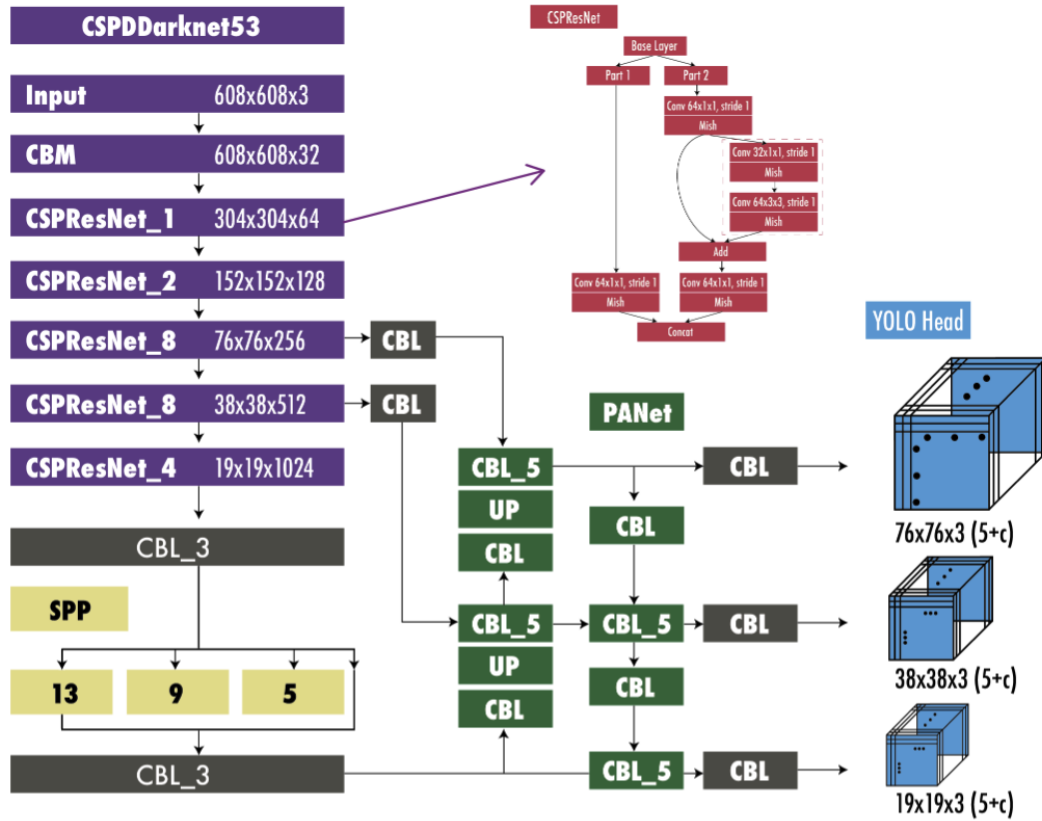 CSPDDarknet53
Input 608x608x3
CBM 608x608x32
CSPResNet_1 304x304x64
CSPResNet_2 152x152x128
CSPResNet_8 76x76x256
CBL
CSPResNet_8 38x38x512
CBL
CSPResNet_4 19x19x1024
CBL_3
SPP
13 9 5
CBL_3
CSPResNet
Base Layer
Part 1 Part 2
Conv 64x1x1, stride 1
Mish
Conv 32x1x1, stride 1
Mish
Conv 64x3x3, stride 1
Mish
Add
Conv 64x1x1, stride 1 Conv 64x1x1, stride 1
Mish Mish
Concat
PANet
CBL_5 CBL
UP
CBL CBL
CBL_5 CBL_5 CBL
UP
CBL CBL
CBL_5 CBL
YOLO Head
76x76x3 (5+c)
38x38x3 (5+c)
19x19x3 (5+c)